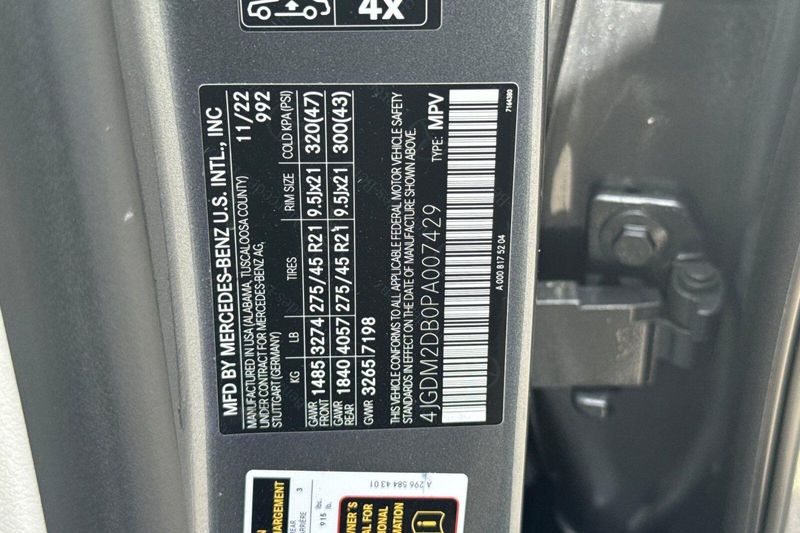 4x
MFD BY MERCEDES-BENZ U.S. INTL., INC
11/22
MANUFACTURED IN USA (ALABAMA, TUSCALOOSA COUNTY)
992
UNDER CONTRACT FOR MERCEDES-BENZ AG,
STUTTGART (GERMANY)
KG LB TIRES RIM SIZE COLD KPA (PSI)
GAWR FRONT 1485 3274 275/45 R21 9.5Jx21 320(47)
GAWR REAR 1840 4057 275/45 R21 9.5Jx21 300(43)
GVWR 3265 7198
THIS VEHICLE CONFORMS TO ALL APPLICABLE FEDERAL MOTOR VEHICLE SAFETY
STANDARDS IN EFFECT ON THE DATE OF MANUFACTURE SHOWN ABOVE.
4JGDM2DB0PA007429 TYPE: MPV
A 000 817 52 04
7164380
A 296 584 43 01